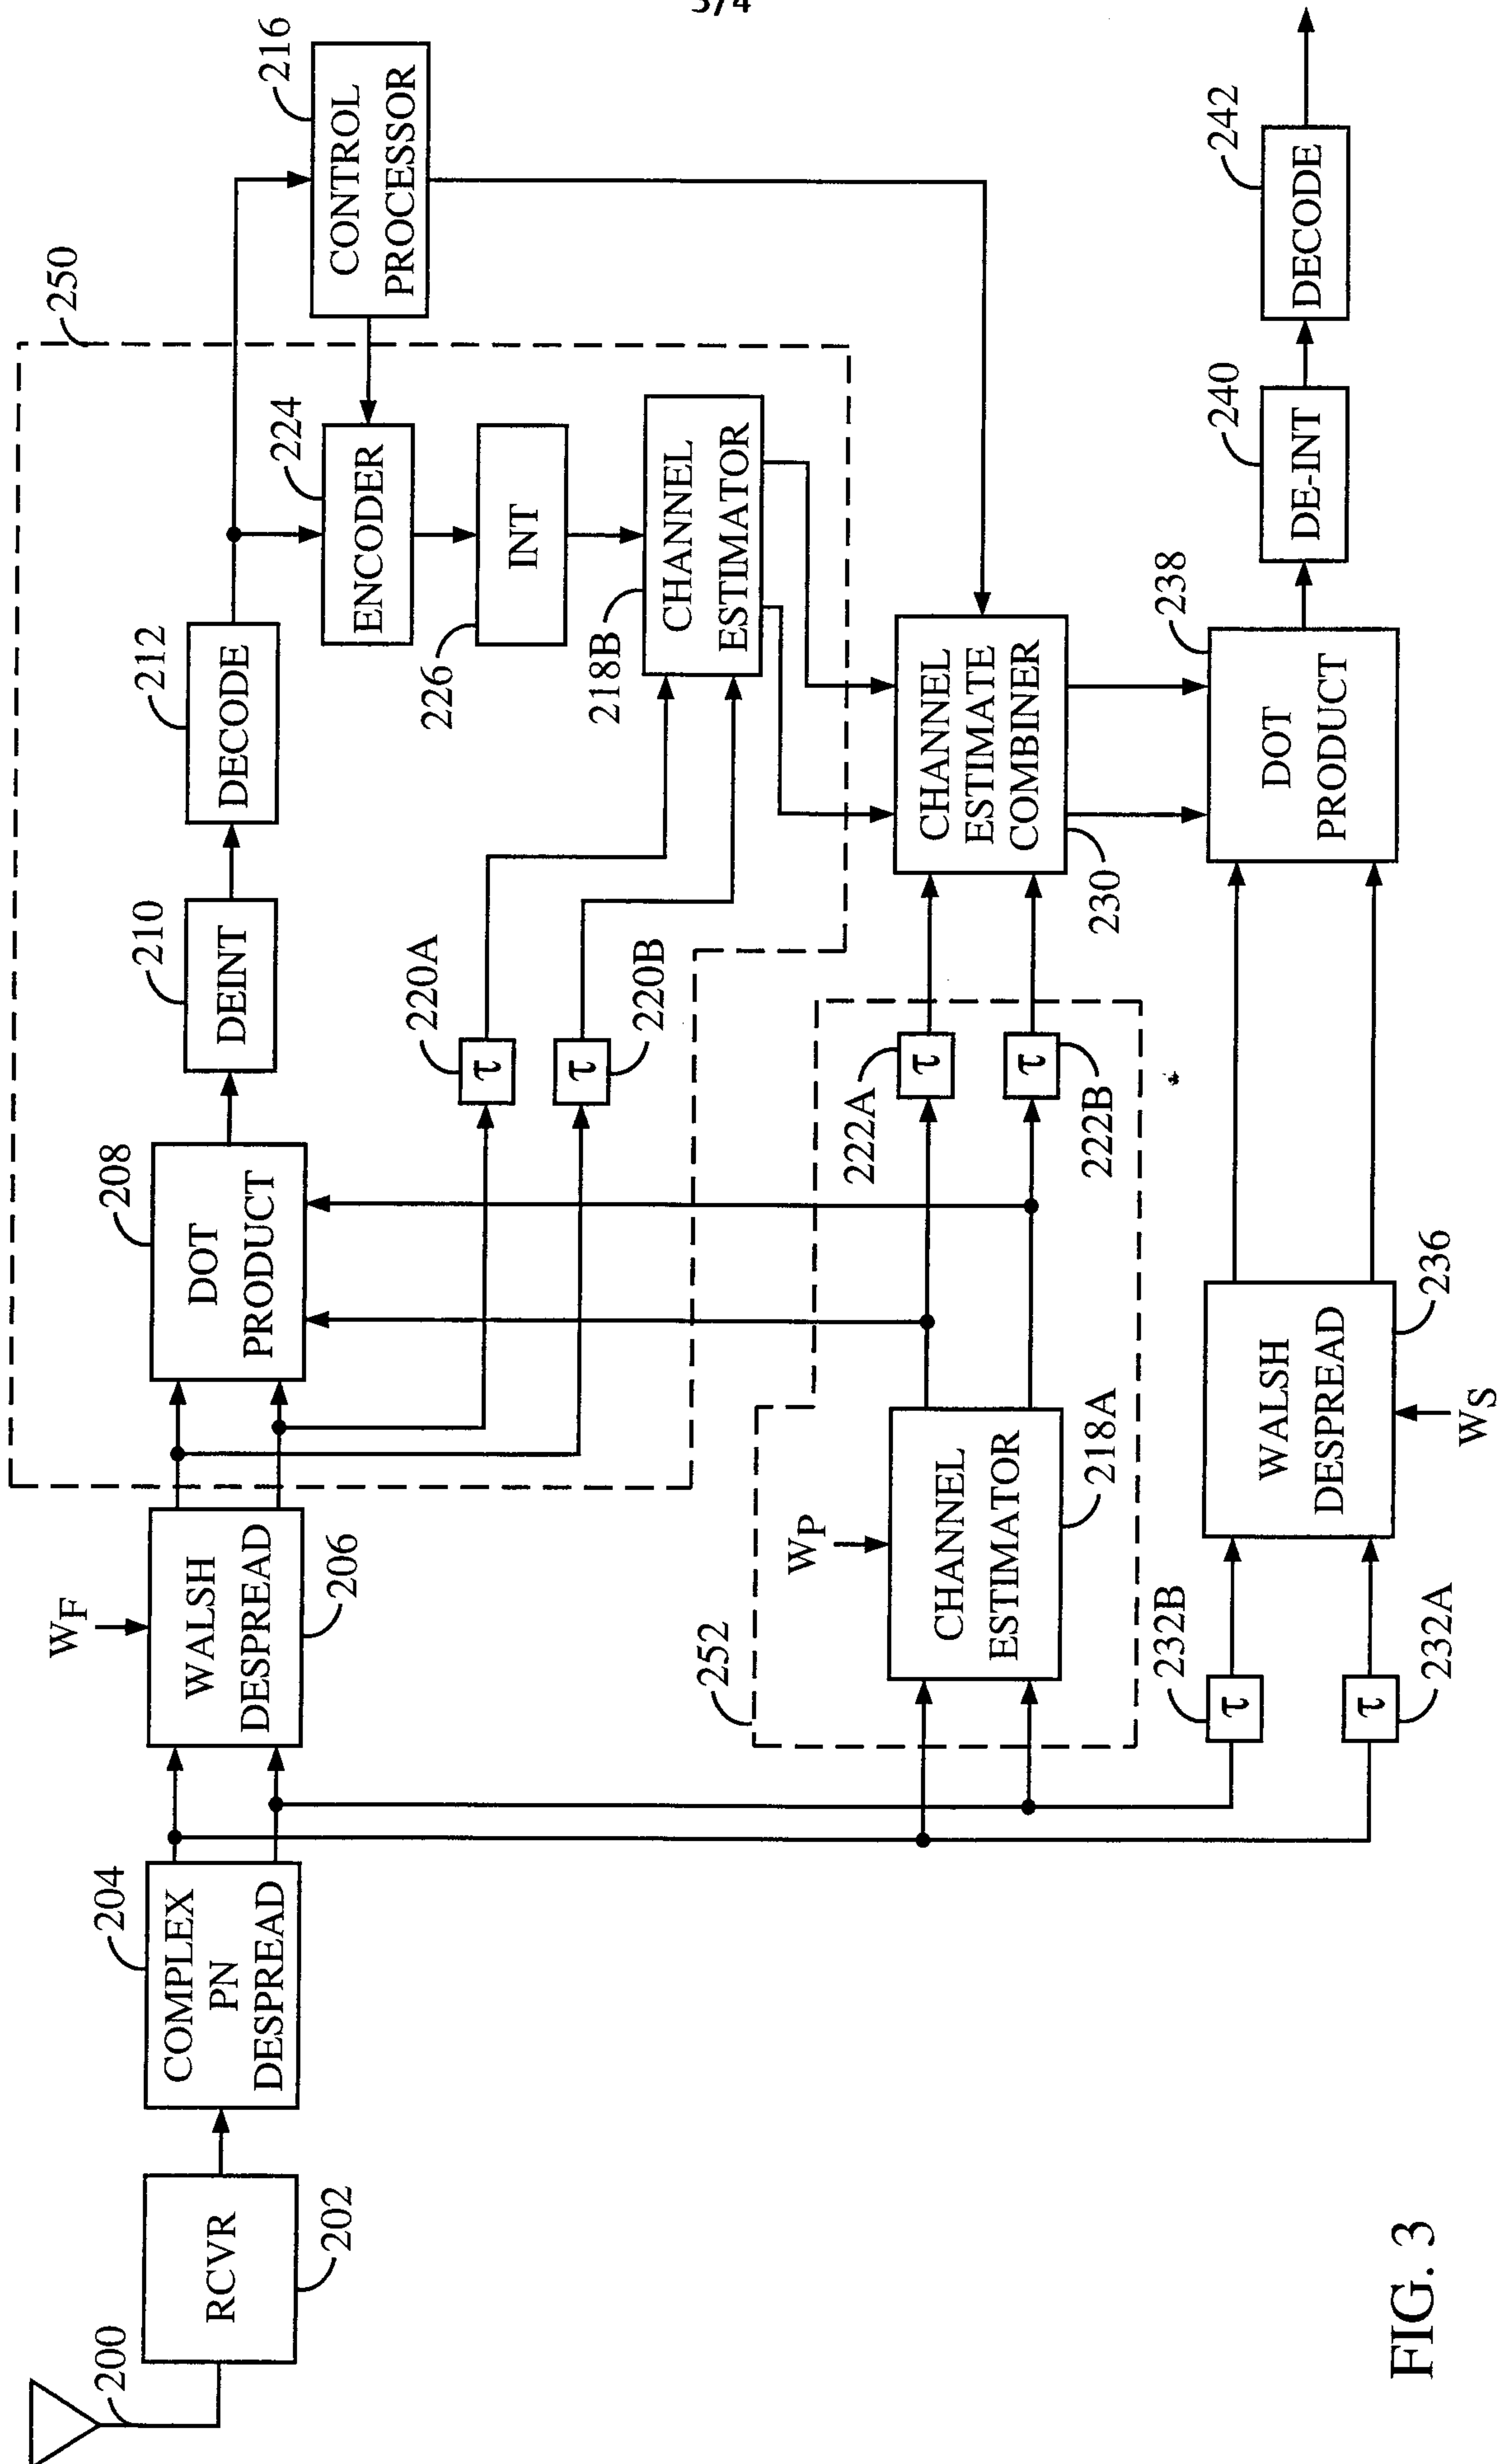 3/4
200
RCVR
202
COMPLEX
PN
DESPREAD
204
W_F
WALSH
DESPREAD
206
DOT
PRODUCT
208
DEINT
210
DECODE
212
CONTROL
PROCESSOR
216
250
ENCODER
224
INT
226
CHANNEL
ESTIMATOR
218B
τ
220A
τ
220B
252
W_P
CHANNEL
ESTIMATOR
218A
τ
222A
τ
222B
CHANNEL
ESTIMATE
COMBINER
230
τ
232B
τ
232A
WALSH
DESPREAD
236
W_S
DOT
PRODUCT
238
DE-INT
240
DECODE
242
FIG. 3